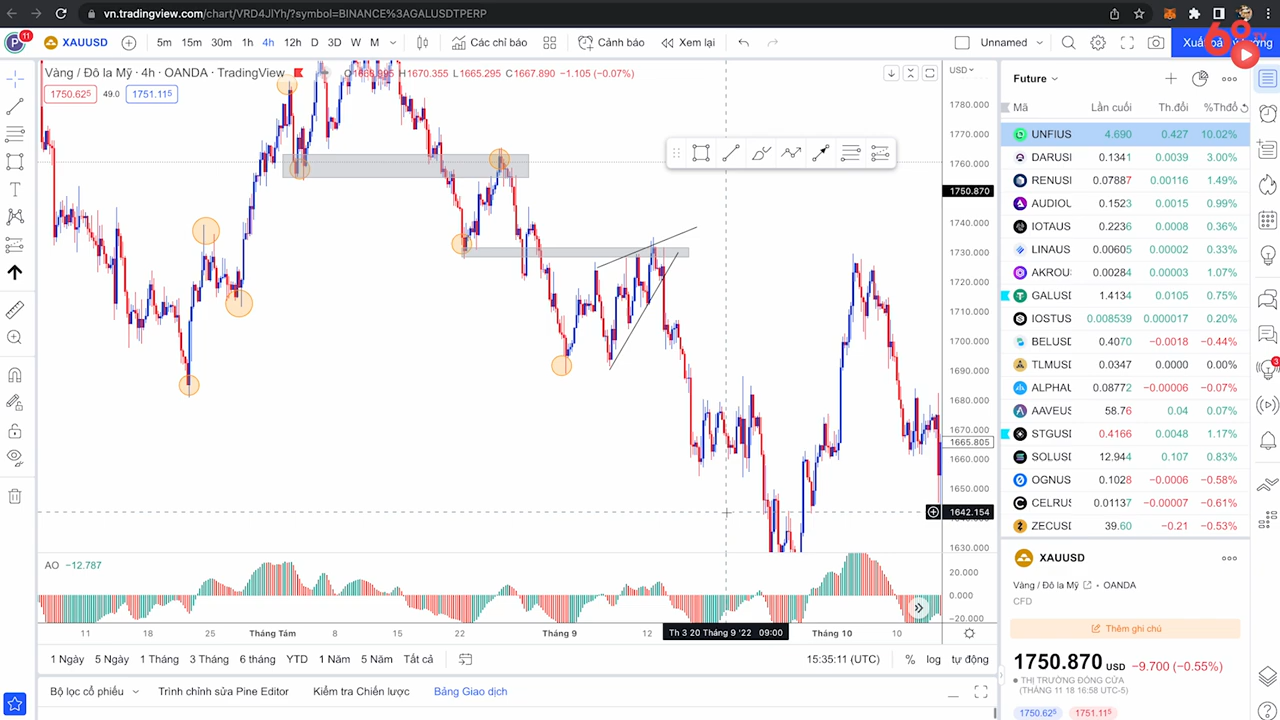 vn.tradingview.com/chart/VRD4JlYh/?symbol=BINANCE%3AGALUSDTPERP
11
XAUUSD
5m 15m 30m 1h 4h 12h D 3D W M
Các chỉ báo
Cảnh báo
Xem lại
Unnamed
Vàng / Đô la Mỹ · 4h · OANDA · TradingView
H1670.355 L1665.295 C1667.890 −1.105 (−0.07%)
1750.625 49.0 1751.115
USD
1780.000
1770.000
1760.000
1750.870
1740.000
1730.000
1720.000
1710.000
1700.000
1690.000
1680.000
1670.000
1665.805
1660.000
1650.000
1642.154
1630.000
AO −12.787
20.000
0.000
−20.000
11 18 25 Tháng Tám 8 15 22 Tháng 9 12 Th 3 20 Tháng 9 '22 09:00 Tháng 10 10
1 Ngày 5 Ngày 1 Tháng 3 Tháng 6 tháng YTD 1 Năm 5 Năm Tất cả
15:35:11 (UTC) % log tự động
Bộ lọc cổ phiếu
Trình chỉnh sửa Pine Editor
Kiểm tra Chiến lược
Bảng Giao dịch
Future
Mã Lần cuối Th.đổi %Thđổ
UNFIUS 4.690 0.427 10.02%
DARUSI 0.1341 0.0039 3.00%
RENUSI 0.07887 0.00116 1.49%
AUDIOL 0.1523 0.0015 0.99%
IOTAUS 0.2236 0.0008 0.36%
LINAUS 0.00605 0.00002 0.33%
AKROU: 0.00284 0.00003 1.07%
GALUSI 1.4134 0.0105 0.75%
IOSTUS 0.008539 0.000017 0.20%
BELUSI 0.4070 −0.0018 −0.44%
TLMUSI 0.0347 0.0000 0.00%
ALPHAL 0.08772 −0.00006 −0.07%
AAVEUS 58.76 0.04 0.07%
STGUSI 0.4166 0.0048 1.17%
SOLUSI 12.944 0.107 0.83%
OGNUS 0.1028 −0.0006 −0.58%
CELRUS 0.01137 −0.00007 −0.61%
ZECUSI 39.60 −0.21 −0.53%
XAUUSD
Vàng / Đô la Mỹ • OANDA
CFD
Thêm ghi chú
1750.870 USD −9.700 (−0.55%)
THỊ TRƯỜNG ĐÓNG CỬA
(THÁNG 11 18 16:58 UTC-5)
1750.625 1751.115
3